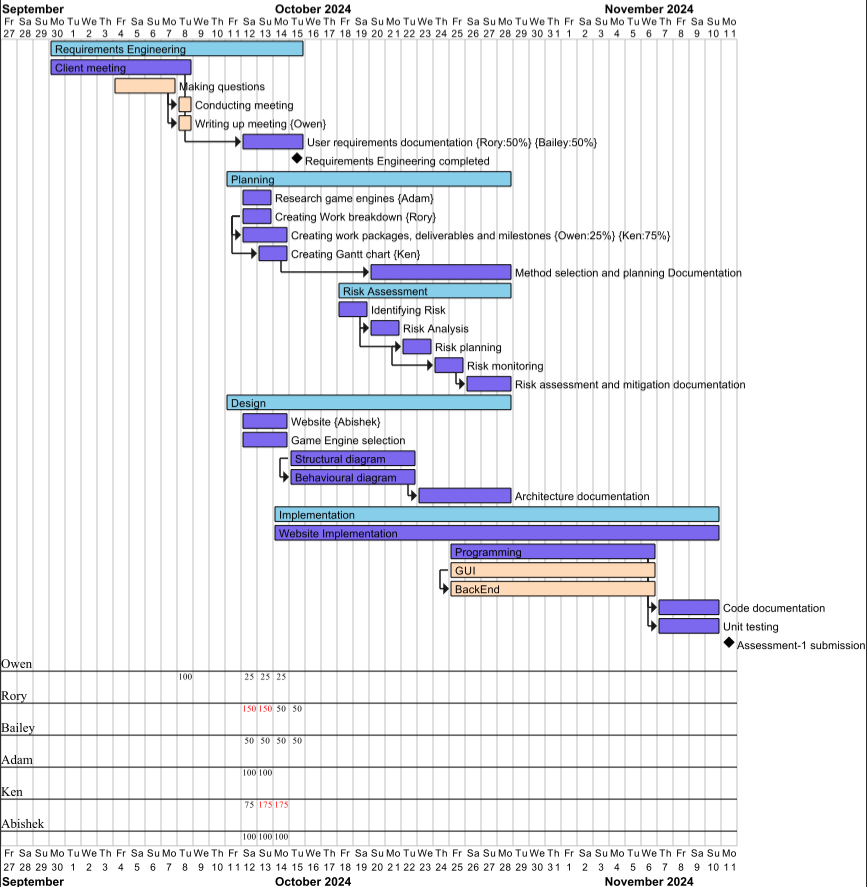 September October 2024 November 2024
Fr Sa Su Mo Tu We Th Fr Sa Su Mo Tu We Th Fr Sa Su Mo Tu We Th Fr Sa Su Mo Tu We Th Fr Sa Su Mo Tu We Th Fr Sa Su Mo Tu We Th Fr Sa Su Mo
27 28 29 30 1 2 3 4 5 6 7 8 9 10 11 12 13 14 15 16 17 18 19 20 21 22 23 24 25 26 27 28 29 30 31 1 2 3 4 5 6 7 8 9 10 11
Requirements Engineering
Client meeting
Making questions
Conducting meeting
Writing up meeting {Owen}
User requirements documentation {Rory:50%} {Bailey:50%}
Requirements Engineering completed
Planning
Research game engines {Adam}
Creating Work breakdown {Rory}
Creating work packages, deliverables and milestones {Owen:25%} {Ken:75%}
Creating Gantt chart {Ken}
Method selection and planning Documentation
Risk Assessment
Identifying Risk
Risk Analysis
Risk planning
Risk monitoring
Risk assessment and mitigation documentation
Design
Website {Abishek}
Game Engine selection
Structural diagram
Behavioural diagram
Architecture documentation
Implementation
Website Implementation
Programming
GUI
BackEnd
Code documentation
Unit testing
Assessment-1 submission
Owen
100 25 25 25
Rory
150 150 50 50
Bailey
50 50 50 50
Adam
100 100
Ken
75 175 175
Abishek
100 100 100
Fr Sa Su Mo Tu We Th Fr Sa Su Mo Tu We Th Fr Sa Su Mo Tu We Th Fr Sa Su Mo Tu We Th Fr Sa Su Mo Tu We Th Fr Sa Su Mo Tu We Th Fr Sa Su Mo
27 28 29 30 1 2 3 4 5 6 7 8 9 10 11 12 13 14 15 16 17 18 19 20 21 22 23 24 25 26 27 28 29 30 31 1 2 3 4 5 6 7 8 9 10 11
September October 2024 November 2024